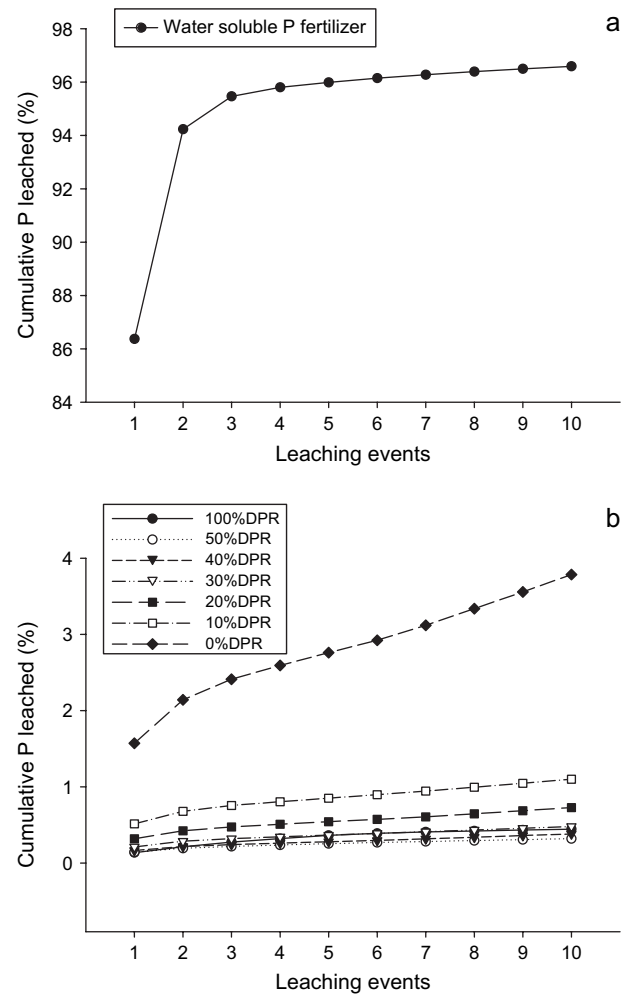 a
Water soluble P fertilizer
98
96
94
92
90
88
86
84
Cumulative P leached (%)
1 2 3 4 5 6 7 8 9 10
Leaching events
b
100%DPR
50%DPR
40%DPR
30%DPR
20%DPR
10%DPR
0%DPR
4
3
2
1
0
Cumulative P leached (%)
1 2 3 4 5 6 7 8 9 10
Leaching events